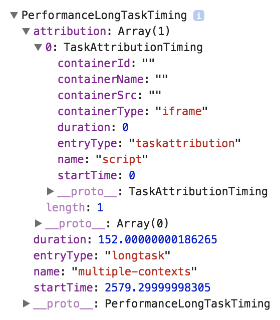 ▼ PerformanceLongTaskTiming i
▼ attribution: Array(1)
▼ 0: TaskAttributionTiming
containerId: ""
containerName: ""
containerSrc: ""
containerType: "iframe"
duration: 0
entryType: "taskattribution"
name: "script"
startTime: 0
▶ __proto__: TaskAttributionTiming
length: 1
▶ __proto__: Array(0)
duration: 152.00000000186265
entryType: "longtask"
name: "multiple-contexts"
startTime: 2579.29999998305
▶ __proto__: PerformanceLongTaskTiming